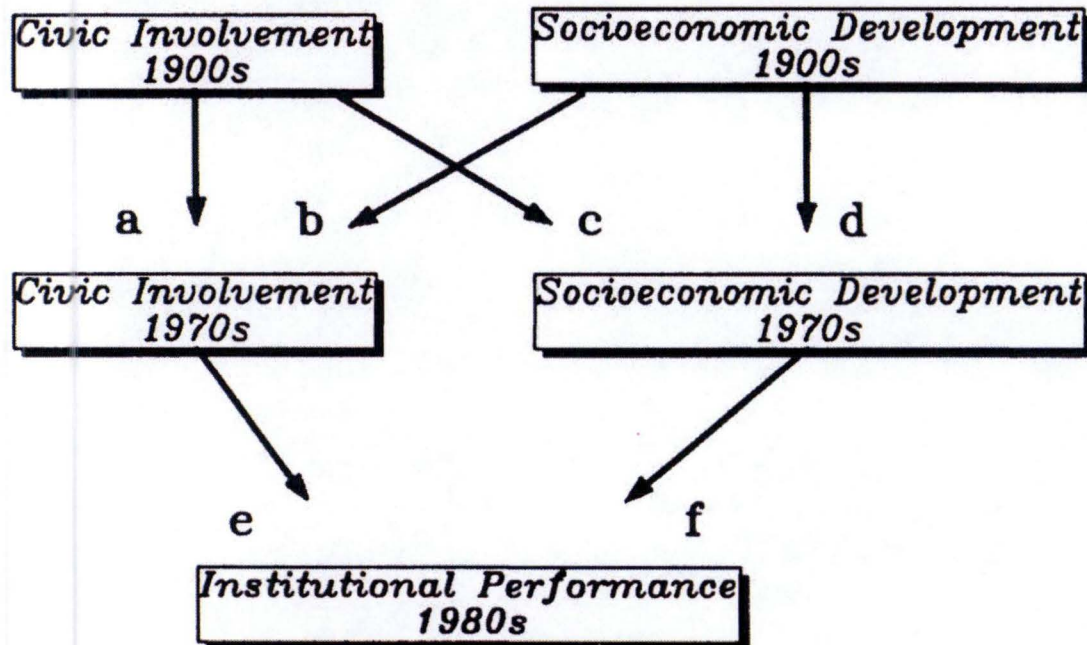 Civic Involvement
1900s
Socioeconomic Development
1900s
a
b
c
d
Civic Involvement
1970s
Socioeconomic Development
1970s
e
f
Institutional Performance
1980s